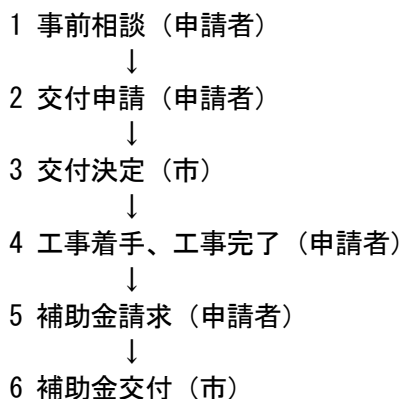 1 事前相談（申請者）
↓
2 交付申請（申請者）
↓
3 交付決定（市）
↓
4 工事着手、工事完了（申請者）
↓
5 補助金請求（申請者）
↓
6 補助金交付（市）